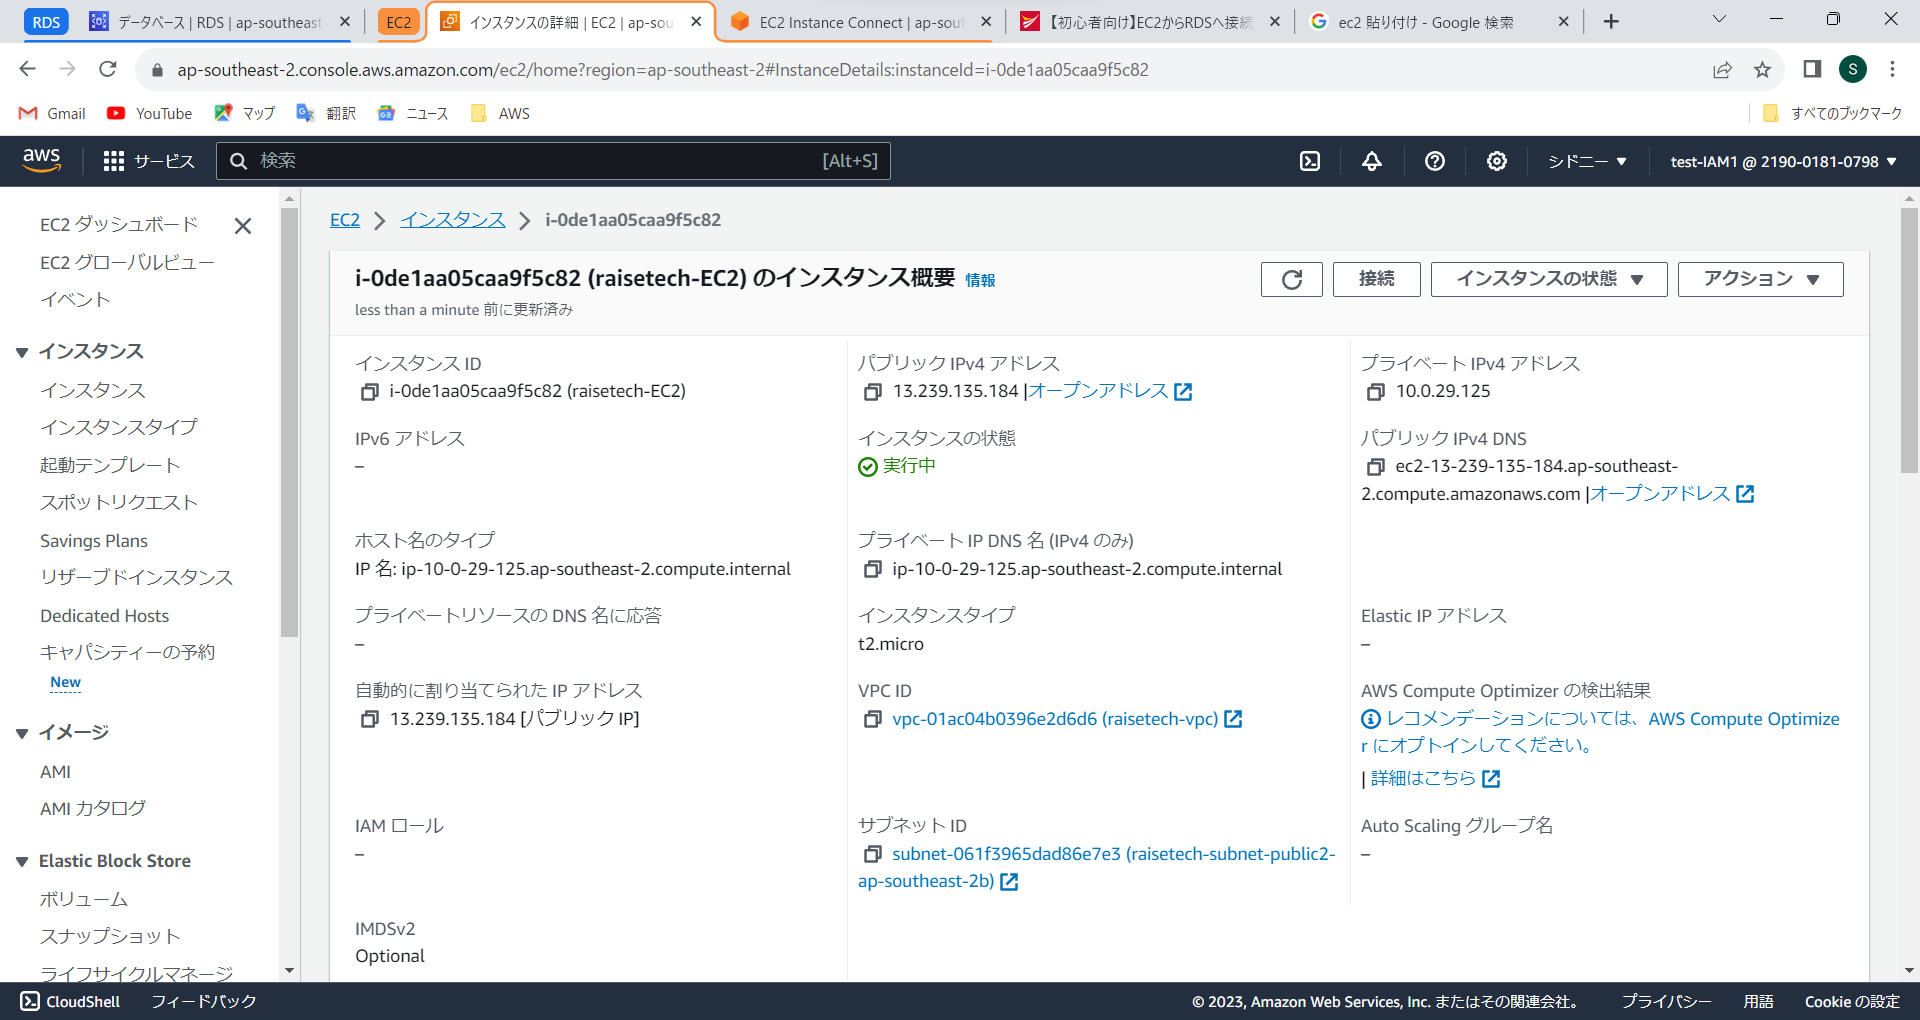 RDS
データベース | RDS | ap-southeast
EC2
インスタンスの詳細 | EC2 | ap-sou
EC2 Instance Connect | ap-sout
【初心者向け】EC2からRDSへ接続
ec2 貼り付け - Google 検索
ap-southeast-2.console.aws.amazon.com/ec2/home?region=ap-southeast-2#InstanceDetails:instanceId=i-0de1aa05caa9f5c82
S
Gmail
YouTube
マップ
翻訳
ニュース
AWS
すべてのブックマーク
aws
サービス
検索
[Alt+S]
シドニー
test-IAM1 @ 2190-0181-0798
EC2 ダッシュボード
EC2 グローバルビュー
イベント
インスタンス
インスタンス
インスタンスタイプ
起動テンプレート
スポットリクエスト
Savings Plans
リザーブドインスタンス
Dedicated Hosts
キャパシティーの予約
New
イメージ
AMI
AMI カタログ
Elastic Block Store
ボリューム
スナップショット
ライフサイクルマネージ
EC2 > インスタンス > i-0de1aa05caa9f5c82
i-0de1aa05caa9f5c82 (raisetech-EC2) のインスタンス概要 情報
less than a minute 前に更新済み
接続
インスタンスの状態
アクション
インスタンス ID
i-0de1aa05caa9f5c82 (raisetech-EC2)
パブリック IPv4 アドレス
13.239.135.184 |オープンアドレス
プライベート IPv4 アドレス
10.0.29.125
IPv6 アドレス
–
インスタンスの状態
実行中
パブリック IPv4 DNS
ec2-13-239-135-184.ap-southeast-
2.compute.amazonaws.com |オープンアドレス
ホスト名のタイプ
IP 名: ip-10-0-29-125.ap-southeast-2.compute.internal
プライベート IP DNS 名 (IPv4 のみ)
ip-10-0-29-125.ap-southeast-2.compute.internal
プライベートリソースの DNS 名に応答
–
インスタンスタイプ
t2.micro
Elastic IP アドレス
–
自動的に割り当てられた IP アドレス
13.239.135.184 [パブリック IP]
VPC ID
vpc-01ac04b0396e2d6d6 (raisetech-vpc)
AWS Compute Optimizer の検出結果
レコメンデーションについては、AWS Compute Optimize
r にオプトインしてください。
| 詳細はこちら
IAM ロール
–
サブネット ID
subnet-061f3965dad86e7e3 (raisetech-subnet-public2-
ap-southeast-2b)
Auto Scaling グループ名
–
IMDSv2
Optional
CloudShell
フィードバック
© 2023, Amazon Web Services, Inc. またはその関連会社。
プライバシー
用語
Cookie の設定